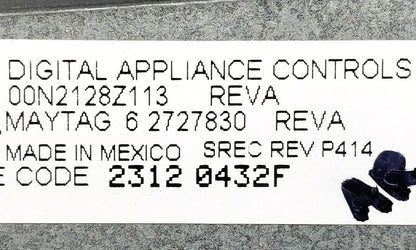 DIGITAL APPLIANCE CONTROLS
00N2128Z113 REVA
MAYTAG 6 2727830 REVA
MADE IN MEXICO SREC REV P414
E CODE 2312 0432F